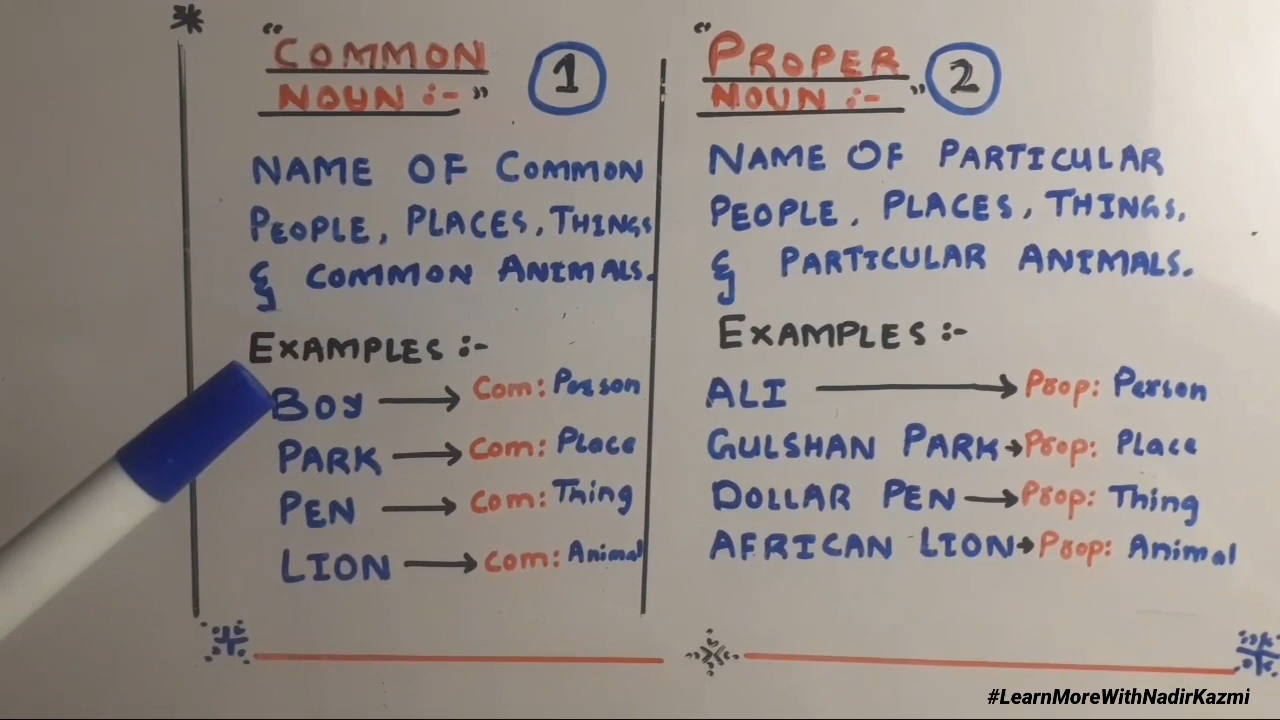 "COMMON
NOUN :-"
1
NAME OF COMMON
PEOPLE, PLACES, THINGS
& COMMON ANIMALS.
EXAMPLES :-
BOY → Com: Person
PARK → Com: Place
PEN → Com: Thing
LION → Com: Animal
"PROPER
NOUN :-"
2
NAME OF PARTICULAR
PEOPLE, PLACES, THINGS,
& PARTICULAR ANIMALS.
EXAMPLES :-
ALI → Prop: Person
GULSHAN PARK → Prop: Place
DOLLAR PEN → Prop: Thing
AFRICAN LION → Prop: Animal
#LearnMoreWithNadirKazmi